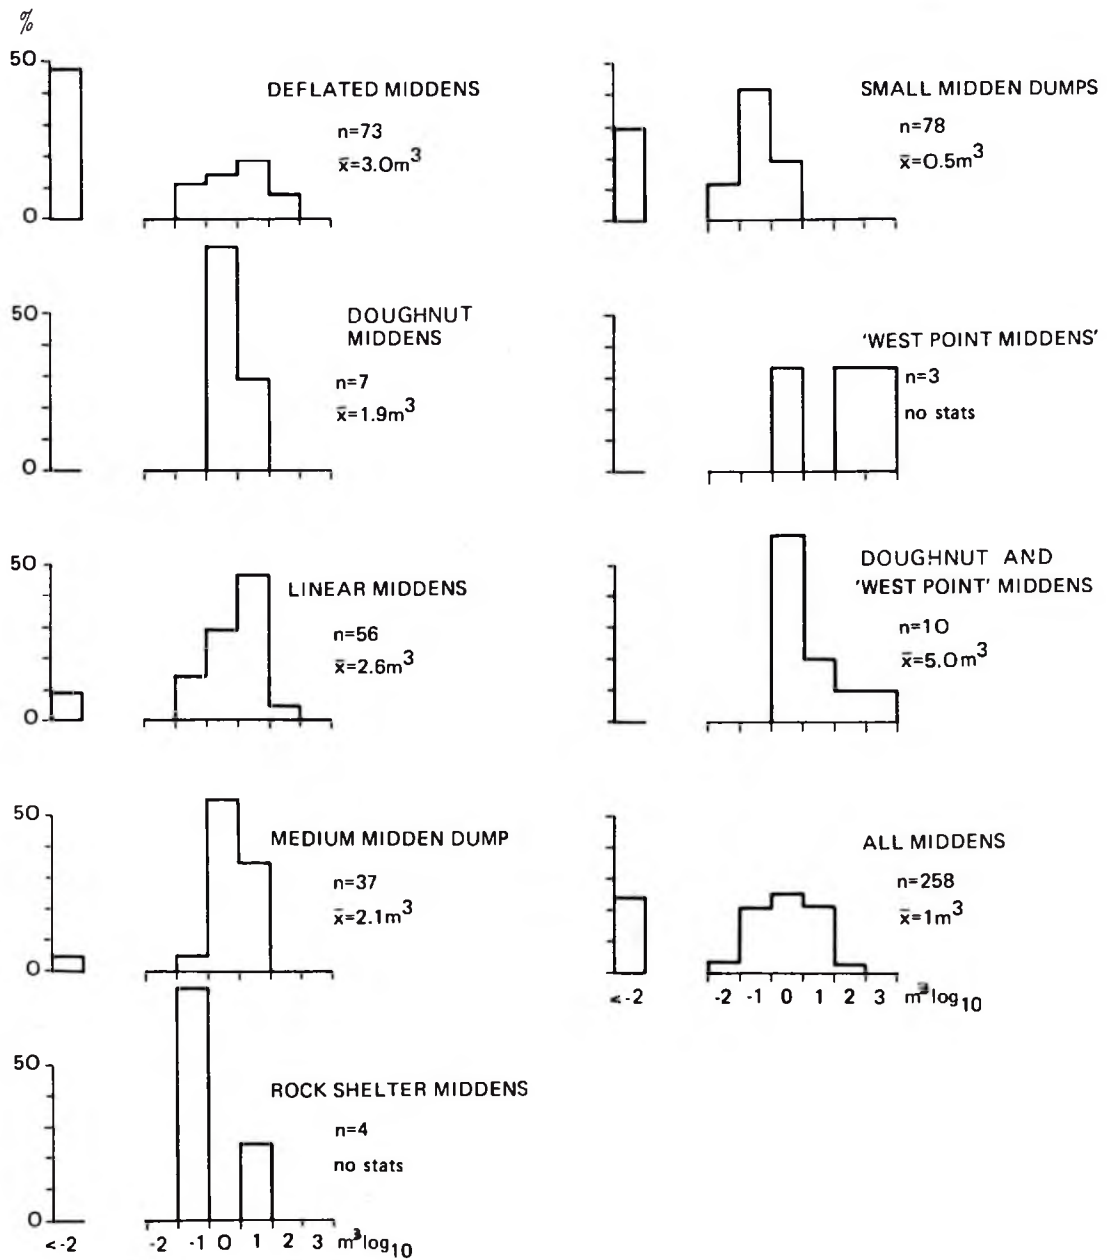 %
50
0
DEFLATED MIDDENS
n=73
x̄=3.0m³
50
0
DOUGHNUT
MIDDENS
n=7
x̄=1.9m³
50
0
LINEAR MIDDENS
n=56
x̄=2.6m³
50
0
MEDIUM MIDDEN DUMP
n=37
x̄=2.1m³
50
0
ROCK SHELTER MIDDENS
n=4
no stats
<-2 -2 -1 0 1 2 3 m³log₁₀
SMALL MIDDEN DUMPS
n=78
x̄=0.5m³
'WEST POINT MIDDENS'
n=3
no stats
DOUGHNUT AND
'WEST POINT' MIDDENS
n=10
x̄=5.0m³
ALL MIDDENS
n=258
x̄=1m³
<-2 -2 -1 0 1 2 3 m³log₁₀